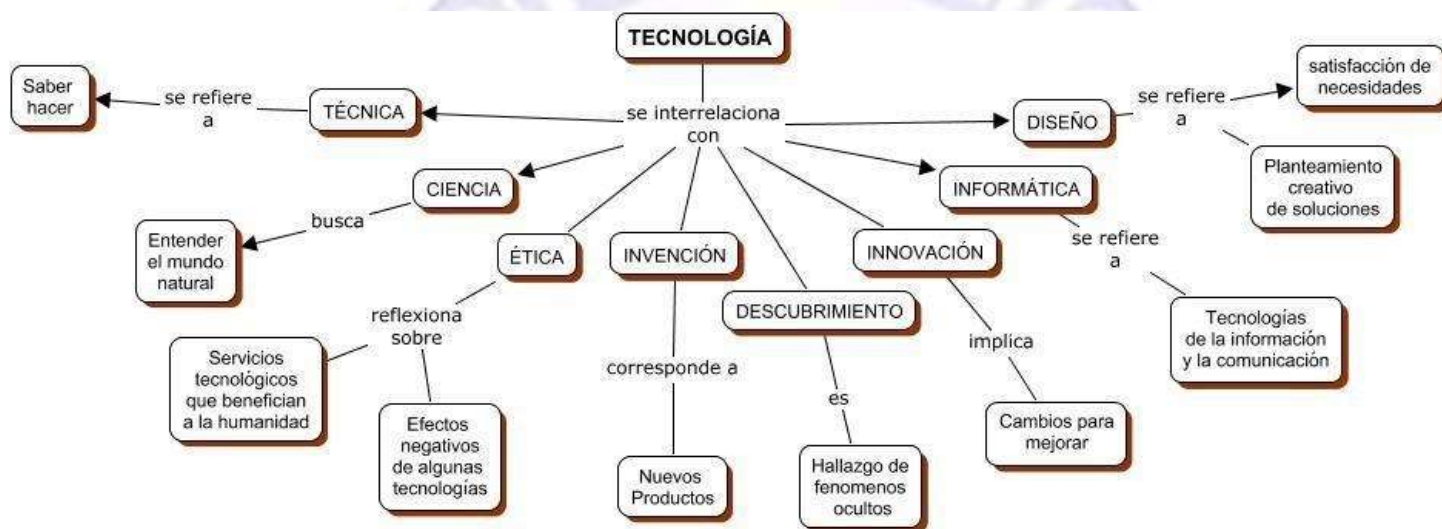 TECNOLOGÍA
se interrelaciona
con
TÉCNICA
se refiere
a
Saber
hacer
CIENCIA
busca
Entender
el mundo
natural
ÉTICA
reflexiona
sobre
Servicios
tecnológicos
que benefician
a la humanidad
Efectos
negativos
de algunas
tecnologías
INVENCIÓN
corresponde a
Nuevos
Productos
DESCUBRIMIENTO
es
Hallazgo de
fenomenos
ocultos
INNOVACIÓN
implica
Cambios para
mejorar
INFORMÁTICA
se refiere
a
Tecnologías
de la información
y la comunicación
DISEÑO
se refiere
a
satisfacción de
necesidades
Planteamiento
creativo
de soluciones